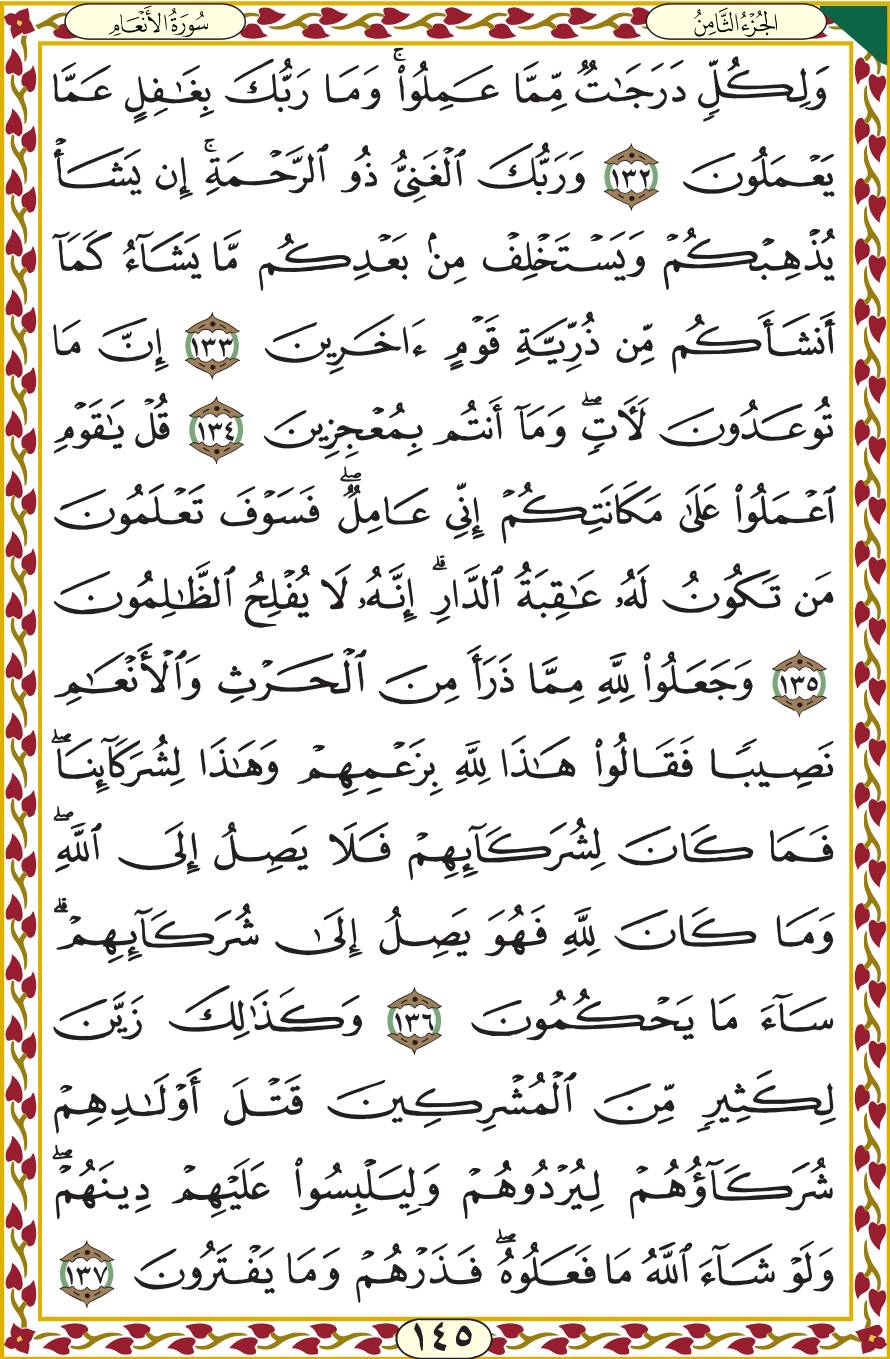 الجُزْءُ الثَّامِنُ
سُورَةُ الأَنْعَامِ
وَلِكُلٍّ دَرَجَٰتٌ مِّمَّا عَمِلُوا۟ ۚ وَمَا رَبُّكَ بِغَٰفِلٍ عَمَّا
يَعْمَلُونَ ١٣٢ وَرَبُّكَ ٱلْغَنِىُّ ذُو ٱلرَّحْمَةِ ۚ إِن يَشَأْ
يُذْهِبْكُمْ وَيَسْتَخْلِفْ مِنۢ بَعْدِكُم مَّا يَشَآءُ كَمَآ
أَنشَأَكُم مِّن ذُرِّيَّةِ قَوْمٍ ءَاخَرِينَ ١٣٣ إِنَّ مَا
تُوعَدُونَ لَـَٔاتٍ ۖ وَمَآ أَنتُم بِمُعْجِزِينَ ١٣٤ قُلْ يَٰقَوْمِ
ٱعْمَلُوا۟ عَلَىٰ مَكَانَتِكُمْ إِنِّى عَامِلٌ ۖ فَسَوْفَ تَعْلَمُونَ
مَن تَكُونُ لَهُۥ عَٰقِبَةُ ٱلدَّارِ ۗ إِنَّهُۥ لَا يُفْلِحُ ٱلظَّٰلِمُونَ
١٣٥ وَجَعَلُوا۟ لِلَّهِ مِمَّا ذَرَأَ مِنَ ٱلْحَرْثِ وَٱلْأَنْعَٰمِ
نَصِيبًا فَقَالُوا۟ هَٰذَا لِلَّهِ بِزَعْمِهِمْ وَهَٰذَا لِشُرَكَآئِنَا ۖ
فَمَا كَانَ لِشُرَكَآئِهِمْ فَلَا يَصِلُ إِلَى ٱللَّهِ ۖ
وَمَا كَانَ لِلَّهِ فَهُوَ يَصِلُ إِلَىٰ شُرَكَآئِهِمْ ۗ
سَآءَ مَا يَحْكُمُونَ ١٣٦ وَكَذَٰلِكَ زَيَّنَ
لِكَثِيرٍ مِّنَ ٱلْمُشْرِكِينَ قَتْلَ أَوْلَٰدِهِمْ
شُرَكَآؤُهُمْ لِيُرْدُوهُمْ وَلِيَلْبِسُوا۟ عَلَيْهِمْ دِينَهُمْ ۖ
وَلَوْ شَآءَ ٱللَّهُ مَا فَعَلُوهُ ۖ فَذَرْهُمْ وَمَا يَفْتَرُونَ ١٣٧
١٤٥